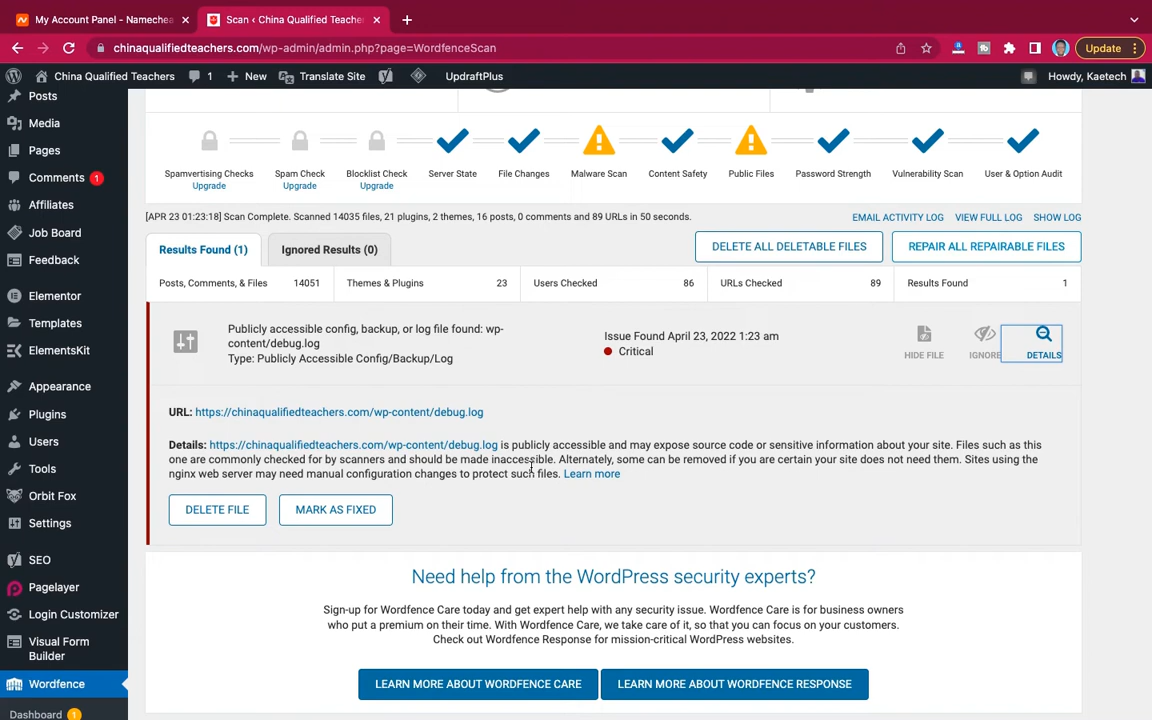 My Account Panel - Namechea
Scan ‹ China Qualified Teache
chinaqualifiedteachers.com/wp-admin/admin.php?page=WordfenceScan
Update
China Qualified Teachers
1
New
Translate Site
UpdraftPlus
Howdy, Kaetech
Posts
Media
Pages
Comments 1
Affiliates
Job Board
Feedback
Elementor
Templates
ElementsKit
Appearance
Plugins
Users
Tools
Orbit Fox
Settings
SEO
Pagelayer
Login Customizer
Visual Form
Builder
Wordfence
Dashboard 1
Spamvertising Checks
Upgrade
Spam Check
Upgrade
Blocklist Check
Upgrade
Server State
File Changes
Malware Scan
Content Safety
Public Files
Password Strength
Vulnerability Scan
User & Option Audit
[APR 23 01:23:18] Scan Complete. Scanned 14035 files, 21 plugins, 2 themes, 16 posts, 0 comments and 89 URLs in 50 seconds.
EMAIL ACTIVITY LOG
VIEW FULL LOG
SHOW LOG
Results Found (1)
Ignored Results (0)
DELETE ALL DELETABLE FILES
REPAIR ALL REPAIRABLE FILES
Posts, Comments, & Files 14051
Themes & Plugins 23
Users Checked 86
URLs Checked 89
Results Found 1
Publicly accessible config, backup, or log file found: wp-
content/debug.log
Type: Publicly Accessible Config/Backup/Log
Issue Found April 23, 2022 1:23 am
Critical
HIDE FILE
IGNORE
DETAILS
URL: https://chinaqualifiedteachers.com/wp-content/debug.log
Details: https://chinaqualifiedteachers.com/wp-content/debug.log is publicly accessible and may expose source code or sensitive information about your site. Files such as this
one are commonly checked for by scanners and should be made inaccessible. Alternately, some can be removed if you are certain your site does not need them. Sites using the
nginx web server may need manual configuration changes to protect such files. Learn more
DELETE FILE
MARK AS FIXED
Need help from the WordPress security experts?
Sign-up for Wordfence Care today and get expert help with any security issue. Wordfence Care is for business owners
who put a premium on their time. With Wordfence Care, we take care of it, so that you can focus on your customers.
Check out Wordfence Response for mission-critical WordPress websites.
LEARN MORE ABOUT WORDFENCE CARE
LEARN MORE ABOUT WORDFENCE RESPONSE